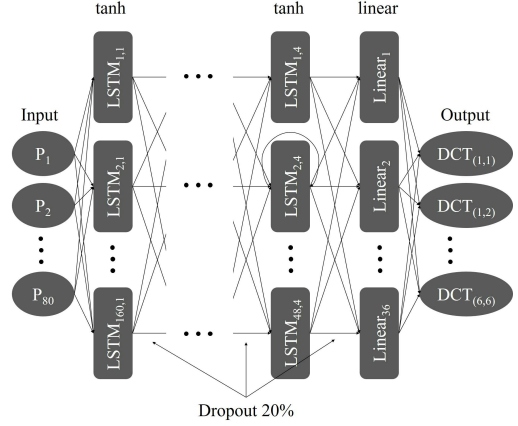 tanh
tanh
linear
LSTM1,1
LSTM1,4
Linear1
Input
Output
P1
LSTM2,1
LSTM2,4
Linear2
DCT(1,1)
P2
DCT(1,2)
P80
LSTM160,1
LSTM48,4
Linear36
DCT(6,6)
Dropout 20%